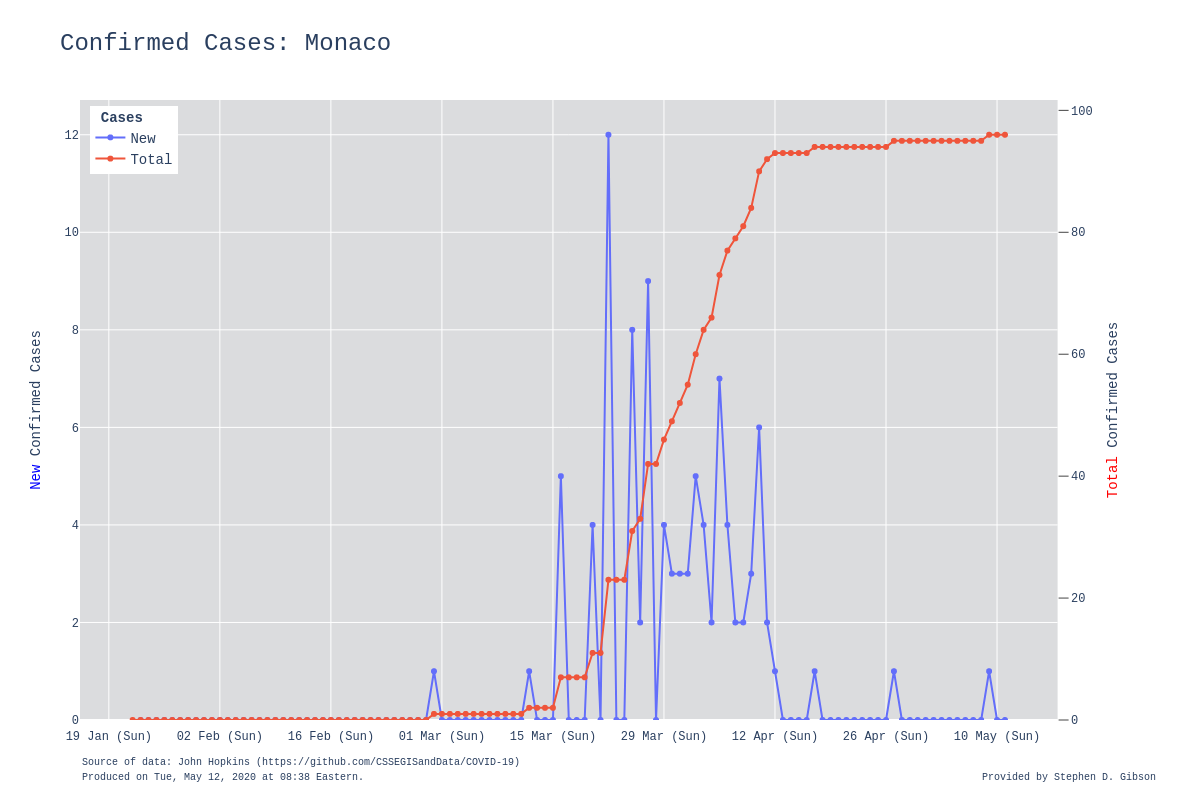 Confirmed Cases: Monaco
Cases
New
Total
12
10
8
6
4
2
0
100
80
60
40
20
0
New Confirmed Cases
Total Confirmed Cases
19 Jan (Sun) 02 Feb (Sun) 16 Feb (Sun) 01 Mar (Sun) 15 Mar (Sun) 29 Mar (Sun) 12 Apr (Sun) 26 Apr (Sun) 10 May (Sun)
Source of data: John Hopkins (https://github.com/CSSEGISandData/COVID-19)
Produced on Tue, May 12, 2020 at 08:38 Eastern.
Provided by Stephen D. Gibson